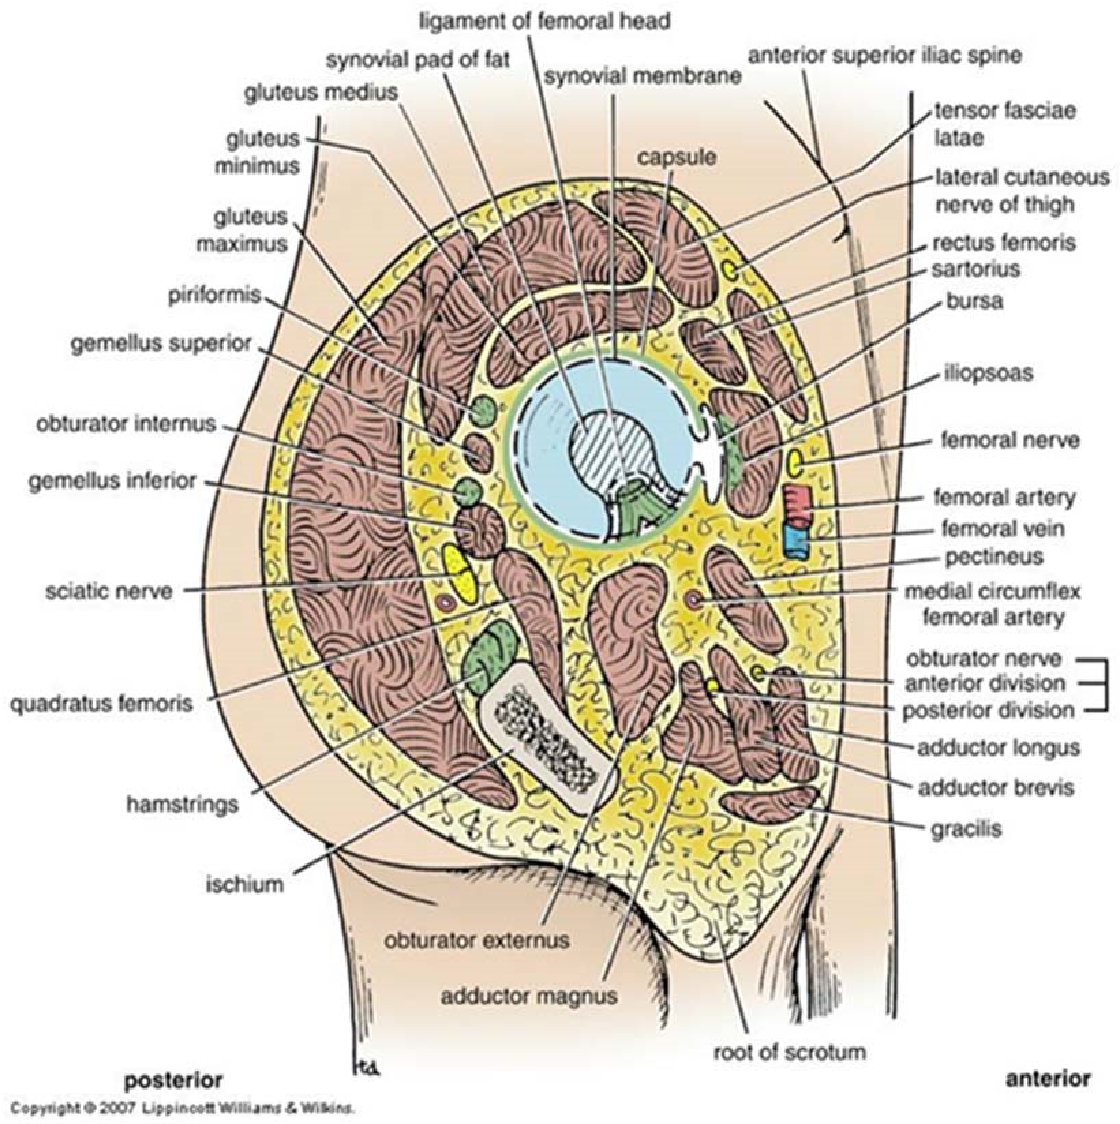 ligament of femoral head
synovial pad of fat
synovial membrane
anterior superior iliac spine
gluteus medius
gluteus
minimus
gluteus
maximus
piriformis
gemellus superior
obturator internus
gemellus inferior
sciatic nerve
quadratus femoris
hamstrings
ischium
obturator externus
adductor magnus
capsule
tensor fasciae
latae
lateral cutaneous
nerve of thigh
rectus femoris
sartorius
bursa
iliopsoas
femoral nerve
femoral artery
femoral vein
pectineus
medial circumflex
femoral artery
obturator nerve
anterior division
posterior division
adductor longus
adductor brevis
gracilis
root of scrotum
td
posterior
anterior
Copyright © 2007 Lippincott Williams & Wilkins.